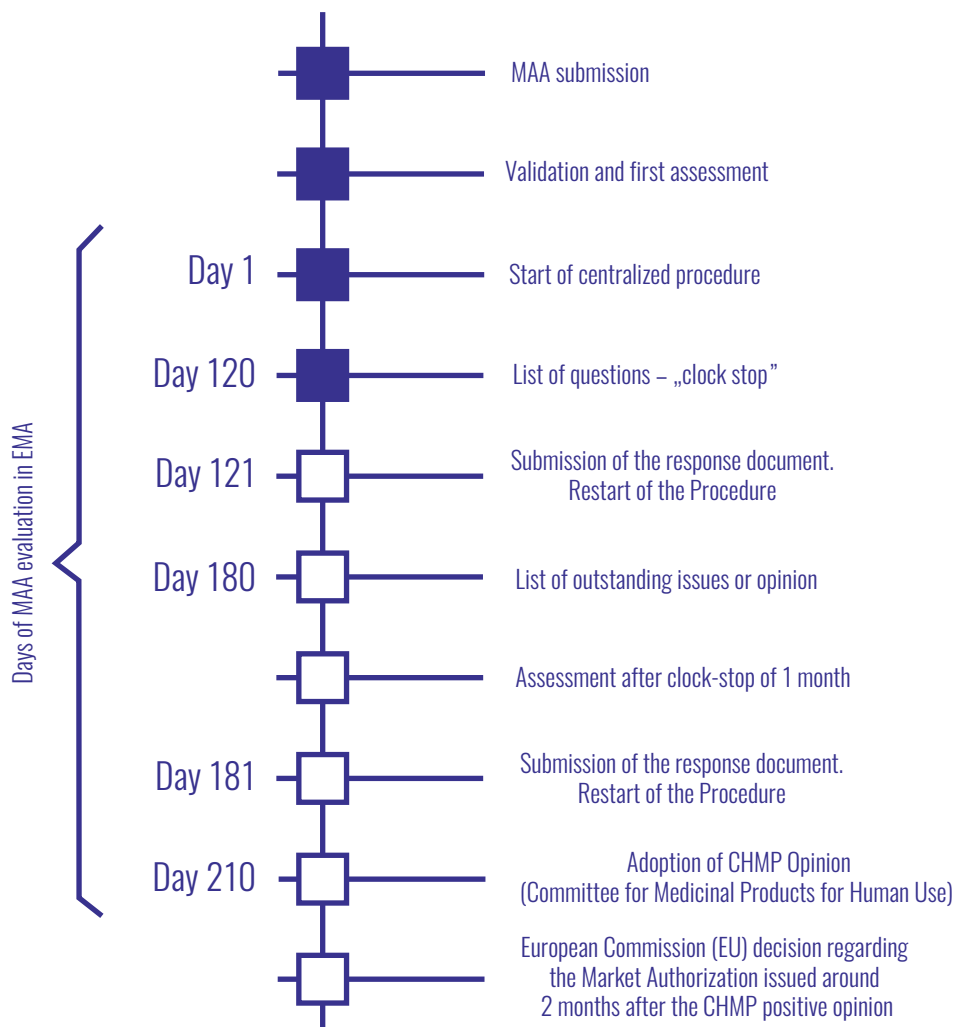 MAA submission
Validation and first assessment
Day 1
Start of centralized procedure
Day 120
List of questions – „clock stop”
Day 121
Submission of the response document.
Restart of the Procedure
Day 180
List of outstanding issues or opinion
Assessment after clock-stop of 1 month
Day 181
Submission of the response document.
Restart of the Procedure
Day 210
Adoption of CHMP Opinion
(Committee for Medicinal Products for Human Use)
European Commission (EU) decision regarding
the Market Authorization issued around
2 months after the CHMP positive opinion
Days of MAA evaluation in EMA